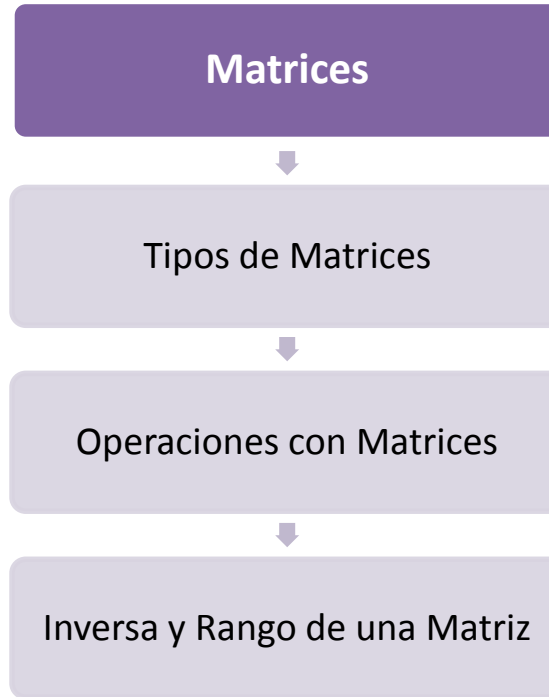 Matrices
Tipos de Matrices
Operaciones con Matrices
Inversa y Rango de una Matriz